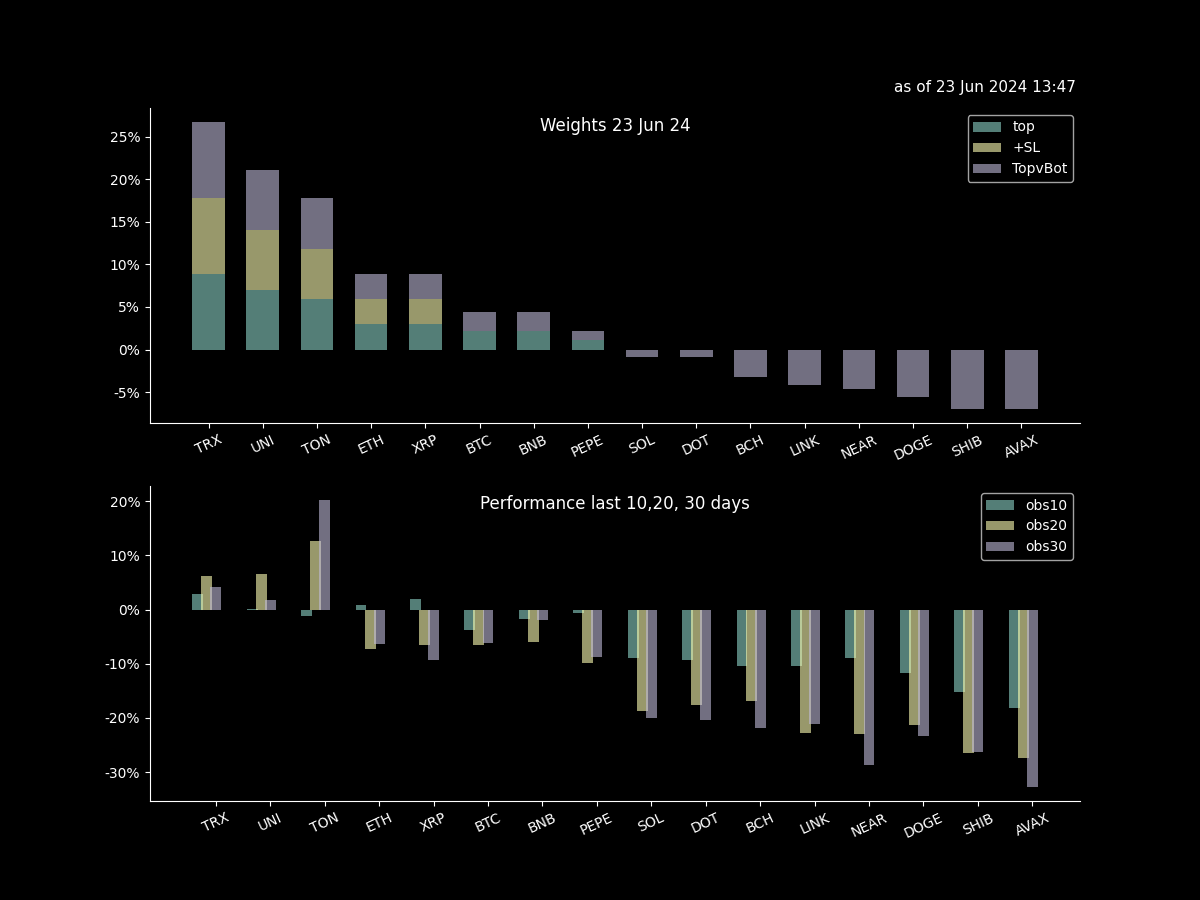 as of 23 Jun 2024 13:47
Weights 23 Jun 24
top
+SL
TopvBot
25%
20%
15%
10%
5%
0%
-5%
TRX UNI TON ETH XRP BTC BNB PEPE SOL DOT BCH LINK NEAR DOGE SHIB AVAX
Performance last 10,20, 30 days
obs10
obs20
obs30
20%
10%
0%
-10%
-20%
-30%
TRX UNI TON ETH XRP BTC BNB PEPE SOL DOT BCH LINK NEAR DOGE SHIB AVAX